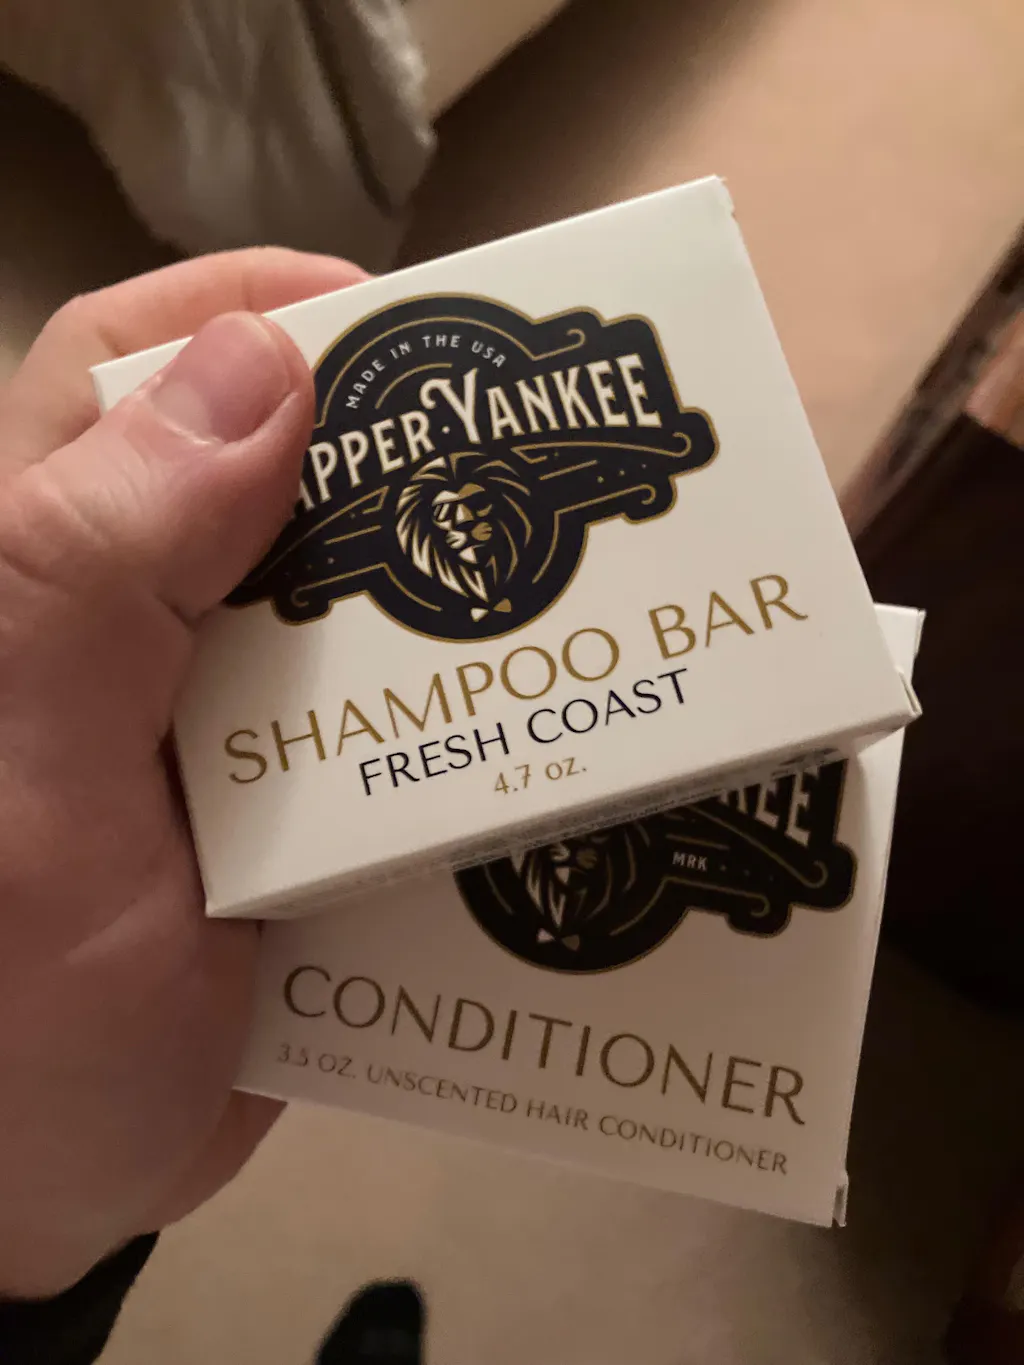 MADE IN THE USA
APPER YANKEE
SHAMPOO BAR
FRESH COAST
4.7 OZ.
KEE
MRK
CONDITIONER
3.5 OZ. UNSCENTED HAIR CONDITIONER